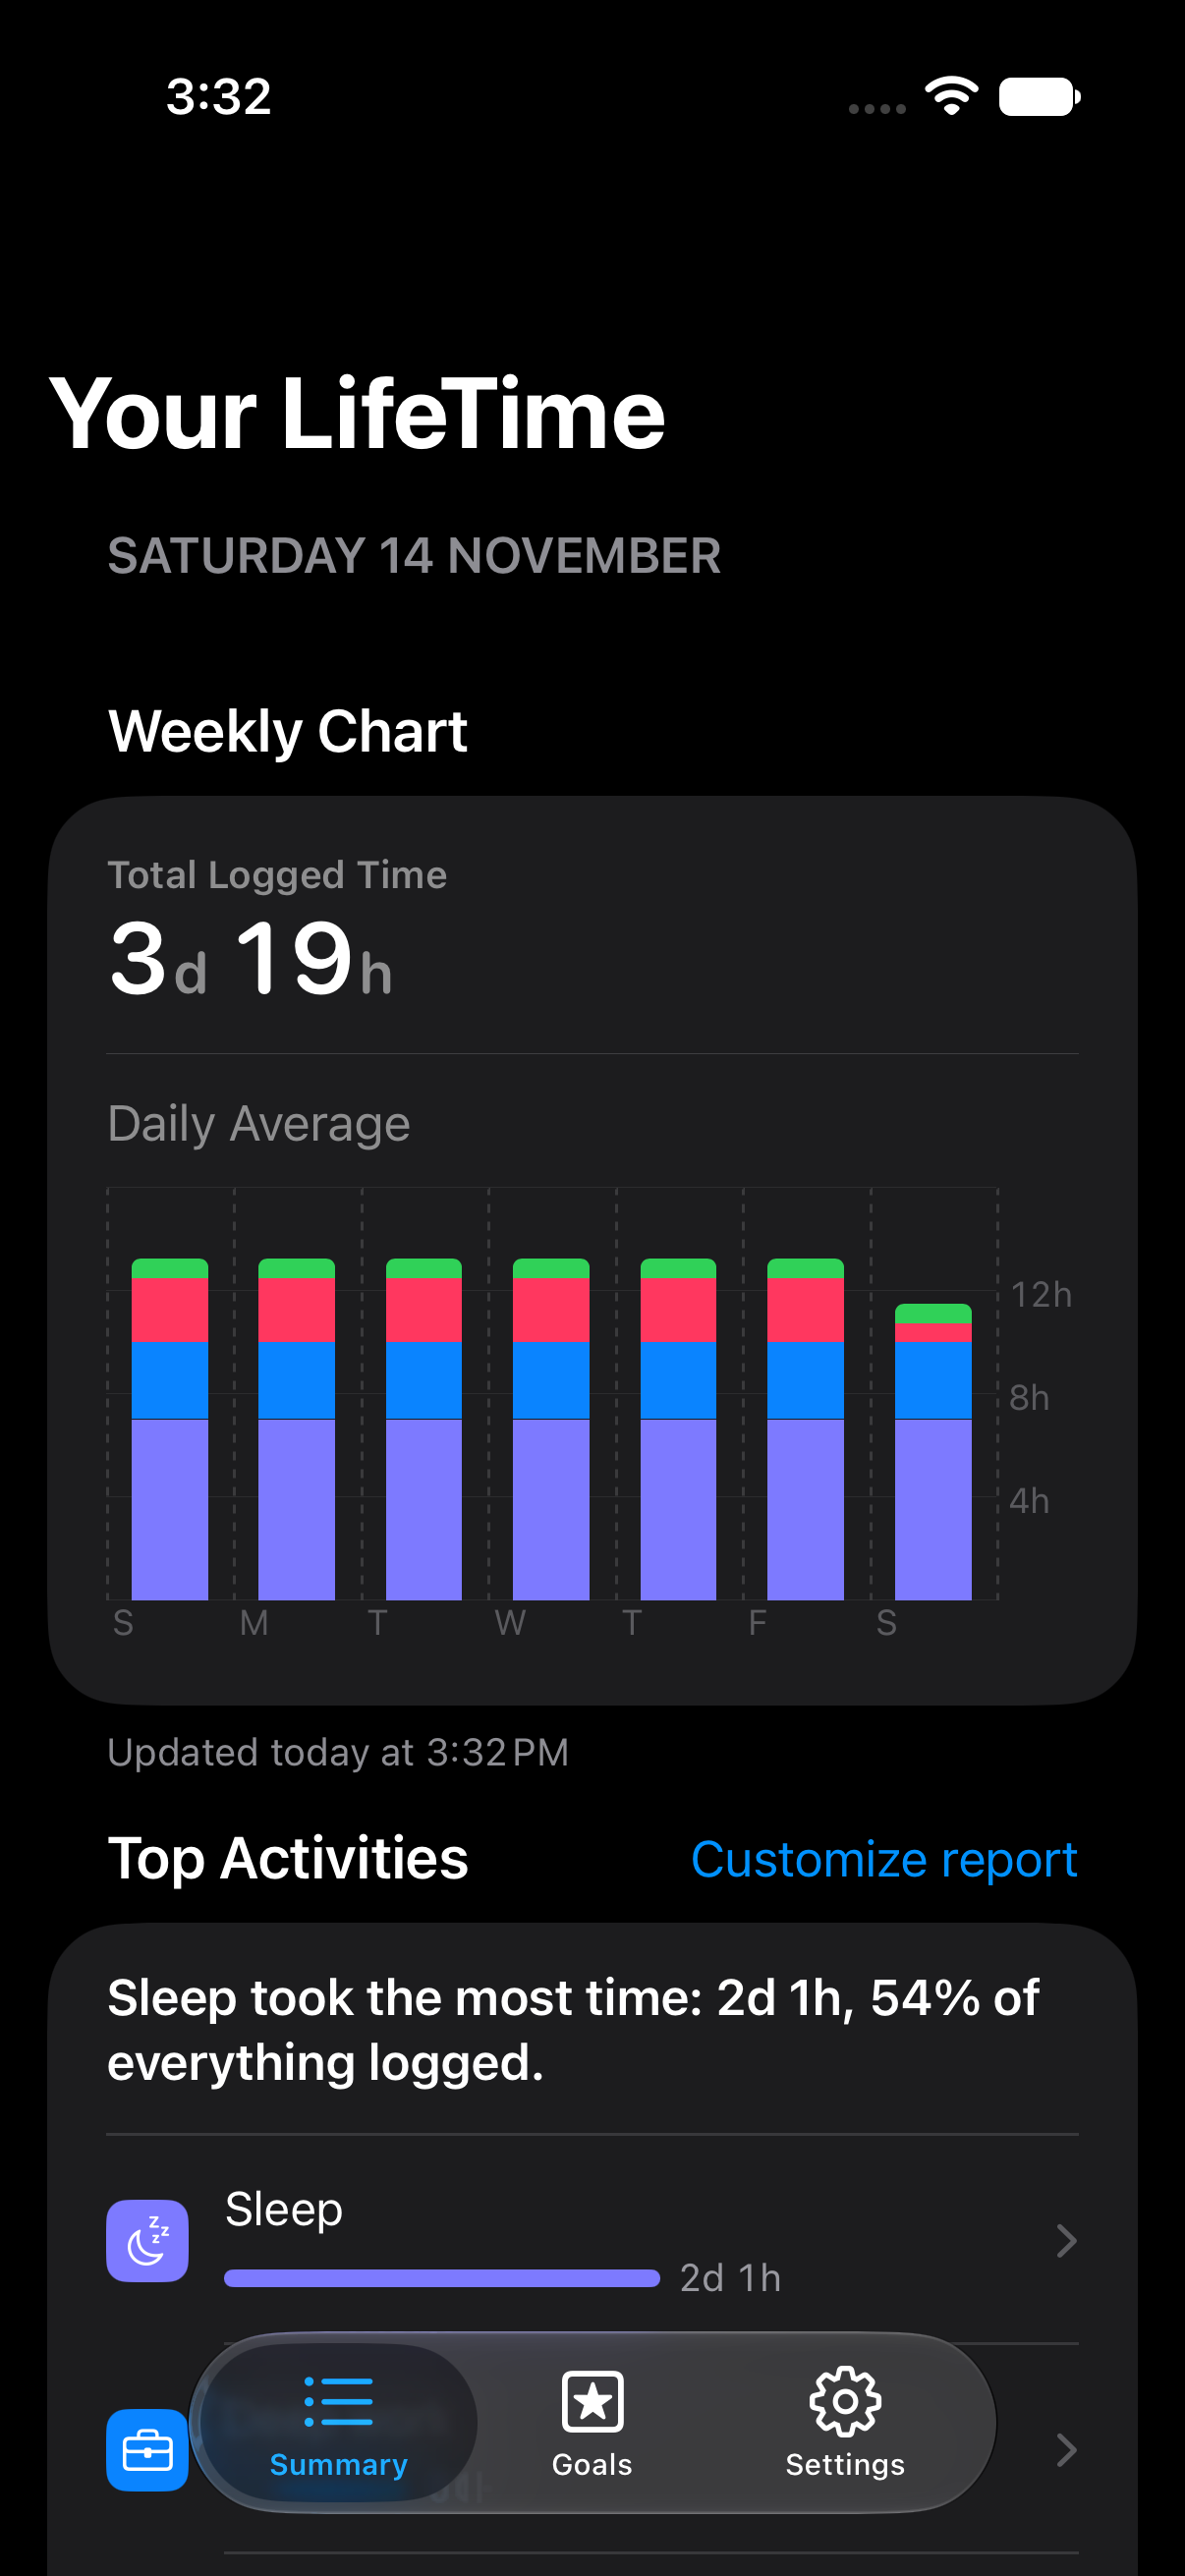 3:32
Your LifeTime
SATURDAY 14 NOVEMBER
Weekly Chart
Total Logged Time
3d 19h
Daily Average
12h
8h
4h
S M T W T F S
Updated today at 3:32 PM
Top Activities
Customize report
Sleep took the most time: 2d 1h, 54% of
everything logged.
Sleep
2d 1h
Summary
Goals
Settings